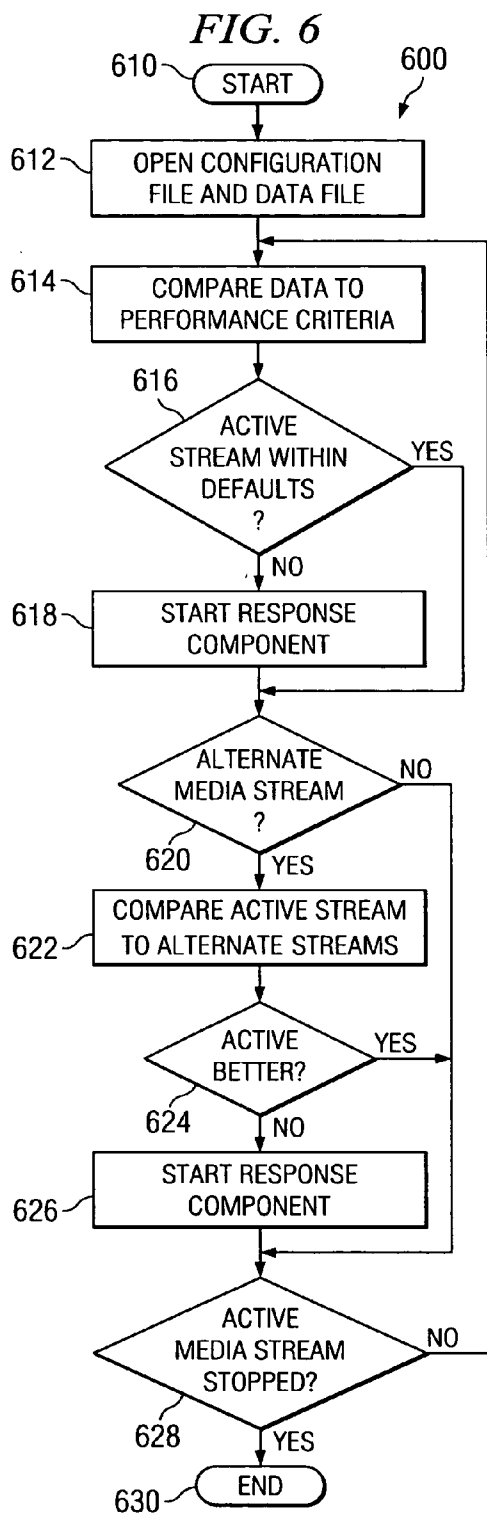 FIG. 6
610
START
600
612
OPEN CONFIGURATION
FILE AND DATA FILE
614
COMPARE DATA TO
PERFORMANCE CRITERIA
616
ACTIVE
STREAM WITHIN
DEFAULTS
?
YES
NO
618
START RESPONSE
COMPONENT
ALTERNATE
MEDIA STREAM
?
NO
620
YES
622
COMPARE ACTIVE STREAM
TO ALTERNATE STREAMS
ACTIVE
BETTER?
YES
624
NO
626
START RESPONSE
COMPONENT
ACTIVE
MEDIA STREAM
STOPPED?
NO
628
YES
630
END